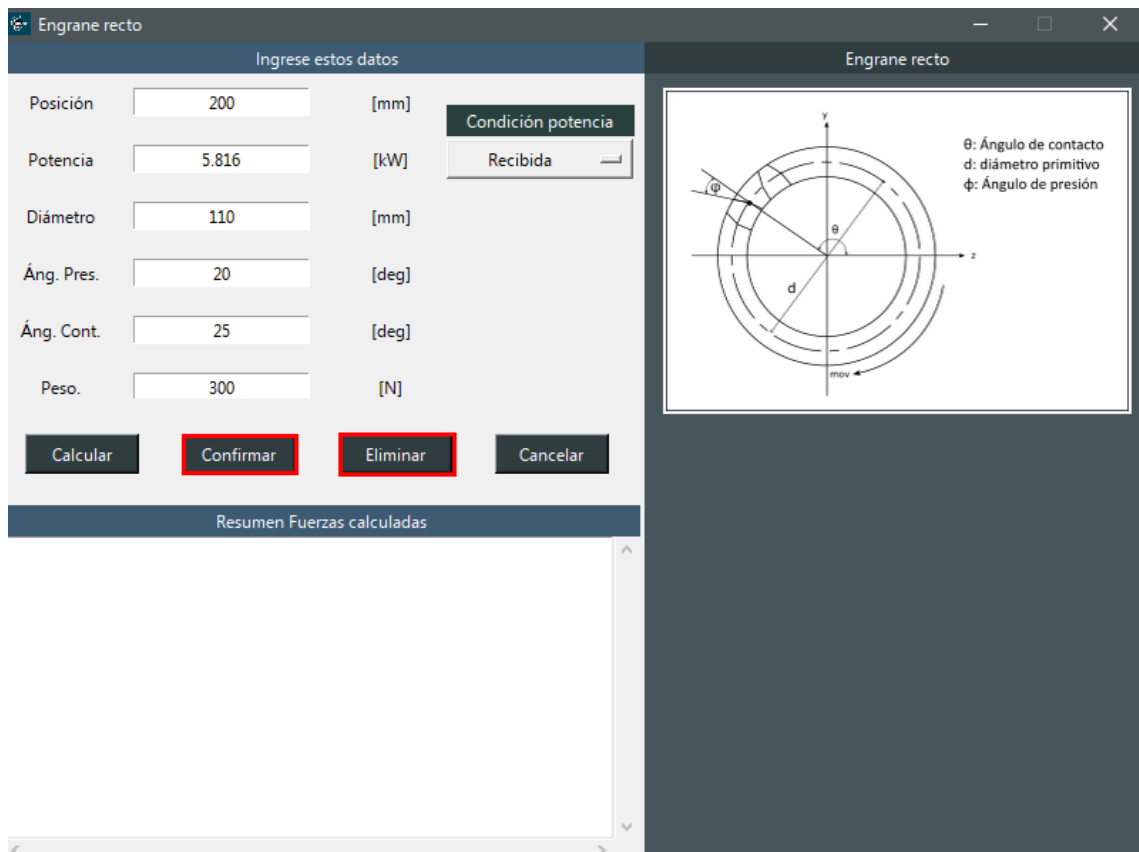 Engrane recto
Ingrese estos datos
Posición 200 [mm]
Condición potencia
Potencia 5.816 [kW] Recibida
Diámetro 110 [mm]
Áng. Pres. 20 [deg]
Áng. Cont. 25 [deg]
Peso. 300 [N]
Calcular Confirmar Eliminar Cancelar
Resumen Fuerzas calculadas
Engrane recto
Y
θ: Ángulo de contacto
d: diámetro primitivo
ϕ: Ángulo de presión
φ
θ
z
d
mov